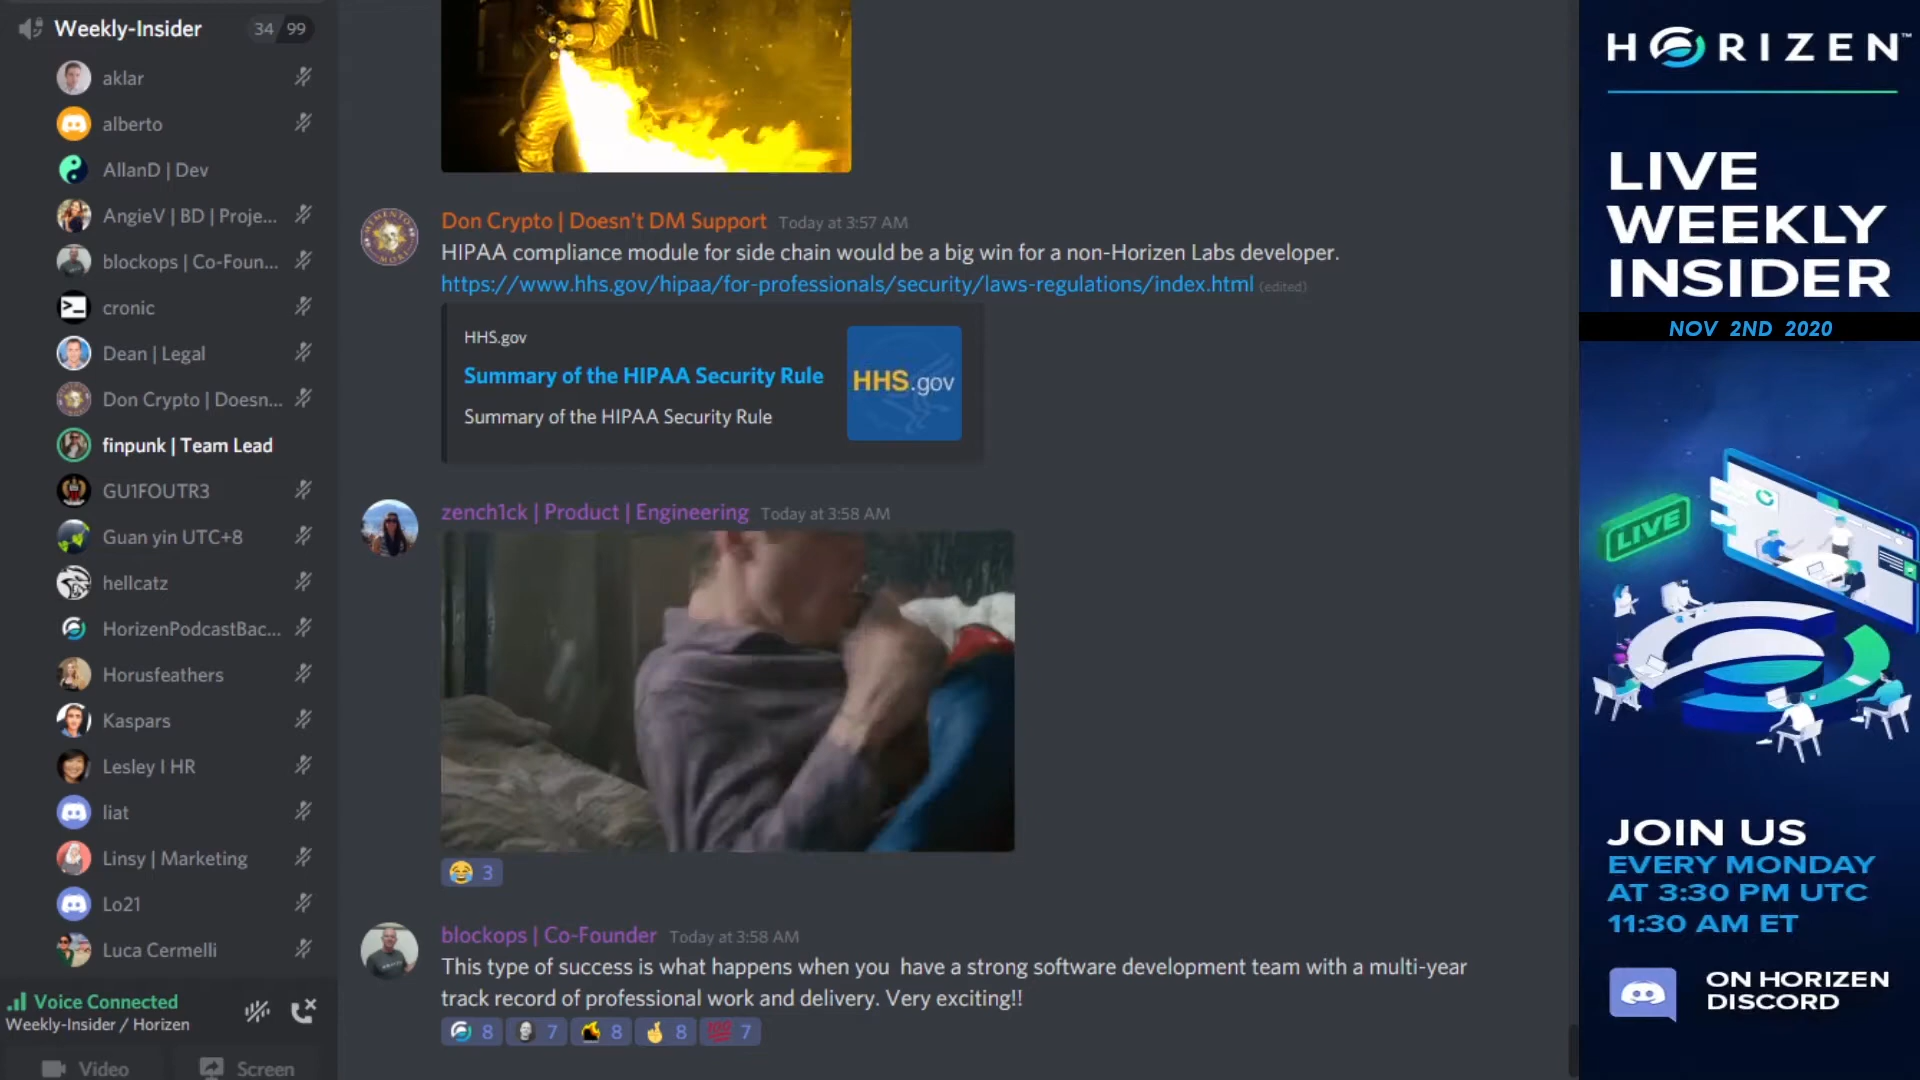 Weekly-Insider 34 99
aklar
alberto
AllanD | Dev
AngieV | BD | Proje...
blockops | Co-Foun...
cronic
Dean | Legal
Don Crypto | Doesn...
finpunk | Team Lead
GU1FOUTR3
Guan yin UTC+8
hellcatz
HorizenPodcastBac...
Horusfeathers
Kaspars
Lesley I HR
liat
Linsy | Marketing
Lo21
Luca Cermelli
Voice Connected
Weekly-Insider / Horizen
Video Screen
Don Crypto | Doesn't DM Support Today at 3:57 AM
HIPAA compliance module for side chain would be a big win for a non-Horizen Labs developer.
https://www.hhs.gov/hipaa/for-professionals/security/laws-regulations/index.html (edited)
HHS.gov
Summary of the HIPAA Security Rule
Summary of the HIPAA Security Rule
HHS.gov
zench1ck | Product | Engineering Today at 3:58 AM
3
blockops | Co-Founder Today at 3:58 AM
This type of success is what happens when you have a strong software development team with a multi-year
track record of professional work and delivery. Very exciting!!
8 7 8 8 100 7
HORIZEN™
LIVE
WEEKLY
INSIDER
NOV 2ND 2020
LIVE
JOIN US
EVERY MONDAY
AT 3:30 PM UTC
11:30 AM ET
ON HORIZEN
DISCORD